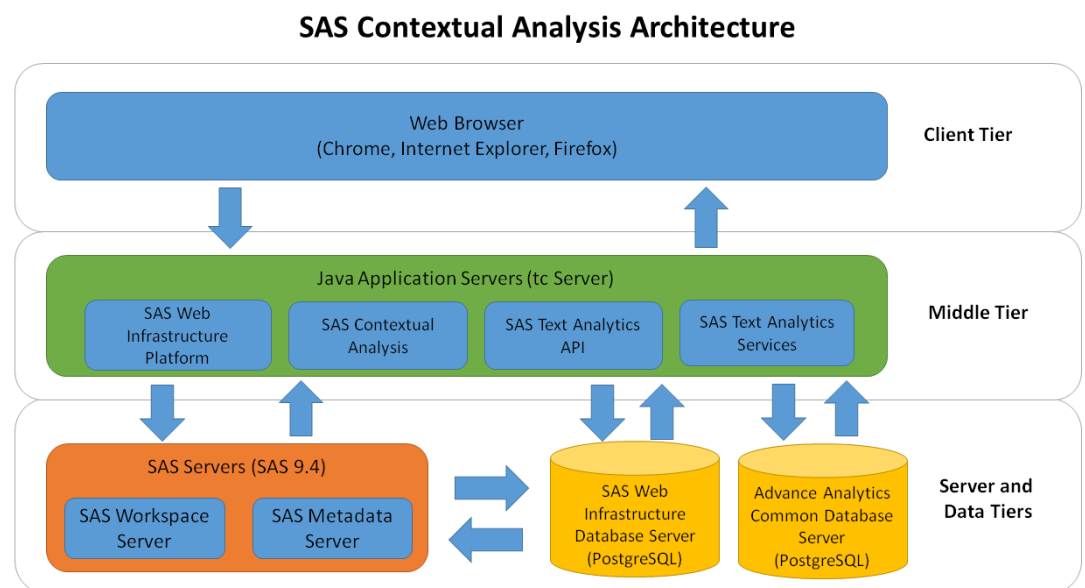 SAS Contextual Analysis Architecture
Web Browser
(Chrome, Internet Explorer, Firefox)
Client Tier
Java Application Servers (tc Server)
SAS Web
Infrastructure
Platform
SAS Contextual
Analysis
SAS Text Analytics
API
SAS Text Analytics
Services
Middle Tier
SAS Servers (SAS 9.4)
SAS Workspace
Server
SAS Metadata
Server
SAS Web
Infrastructure
Database Server
(PostgreSQL)
Advance Analytics
Common Database
Server
(PostgreSQL)
Server and
Data Tiers